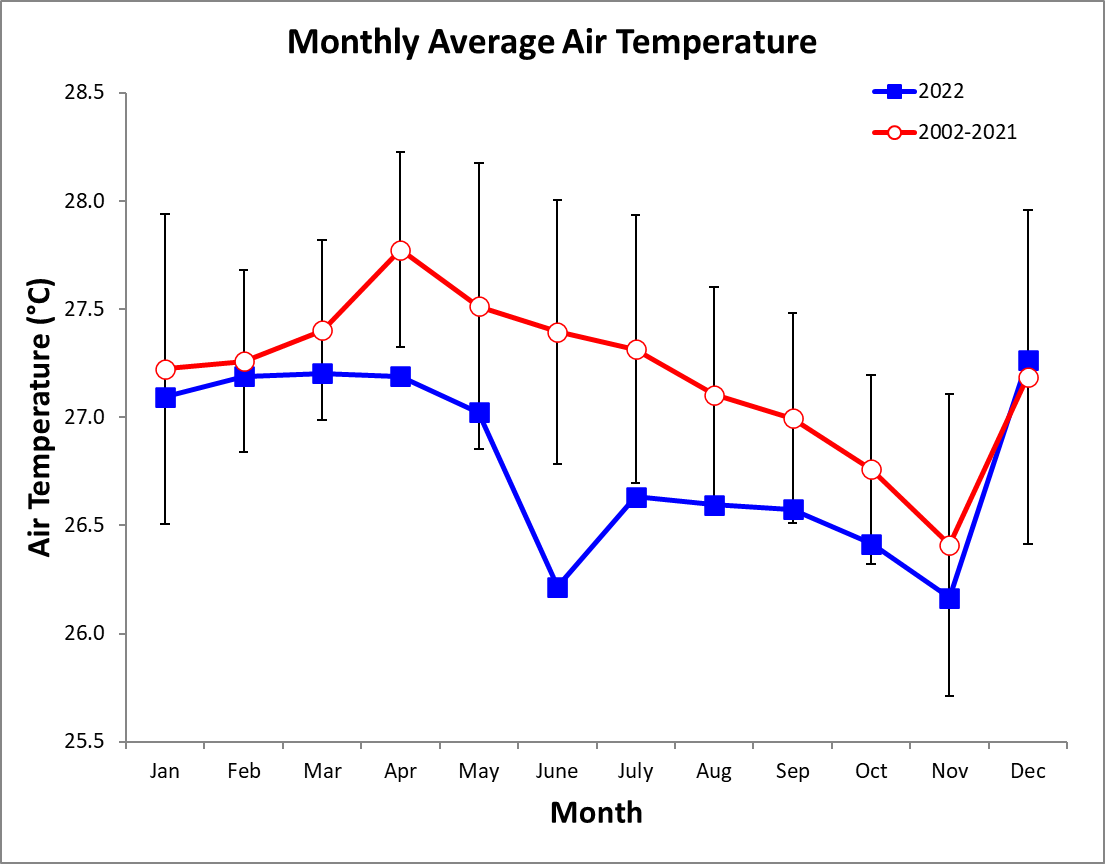 Monthly Average Air Temperature
2022
2002-2021
28.5
28.0
27.5
27.0
26.5
26.0
25.5
Air Temperature (°C)
Jan Feb Mar Apr May June July Aug Sep Oct Nov Dec
Month